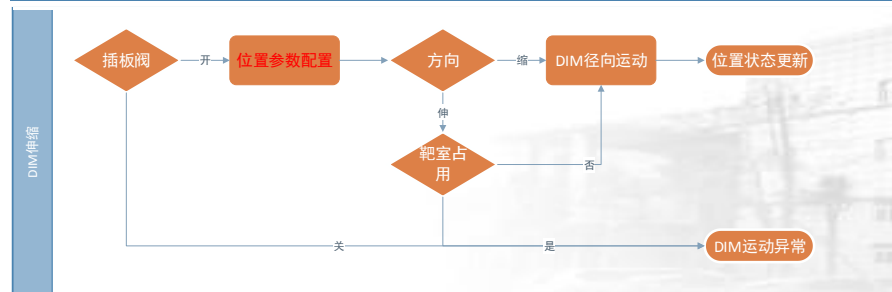 DIM伸缩
插板阀
开
位置参数配置
方向
缩
DIM径向运动
位置状态更新
伸
靶室占
用
否
关
是
DIM运动异常